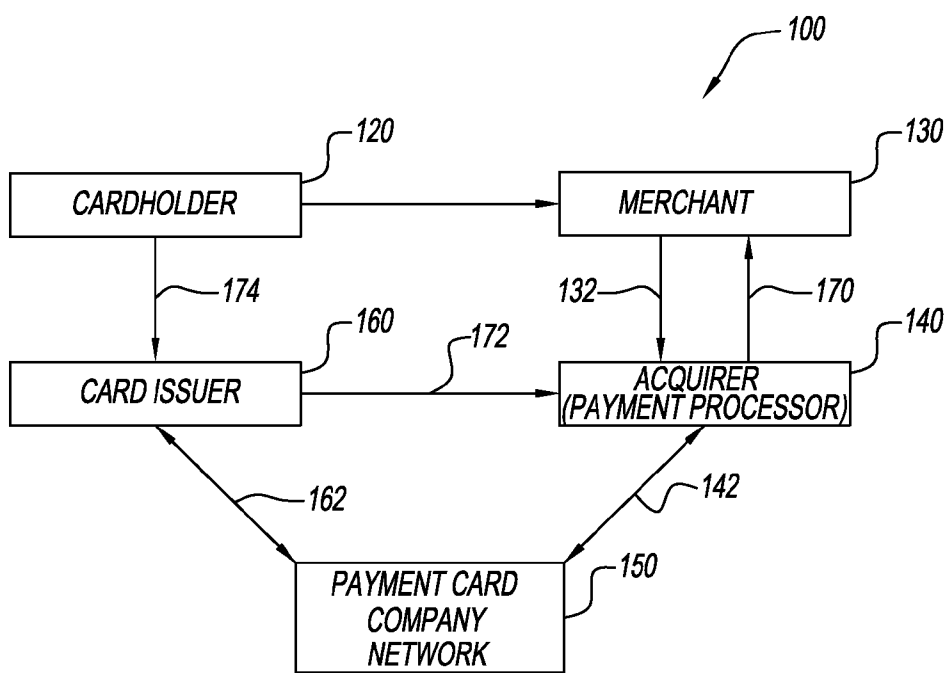 100
120
130
CARDHOLDER
MERCHANT
174
132
170
160
172
140
CARD ISSUER
ACQUIRER
(PAYMENT PROCESSOR)
162
142
150
PAYMENT CARD
COMPANY
NETWORK